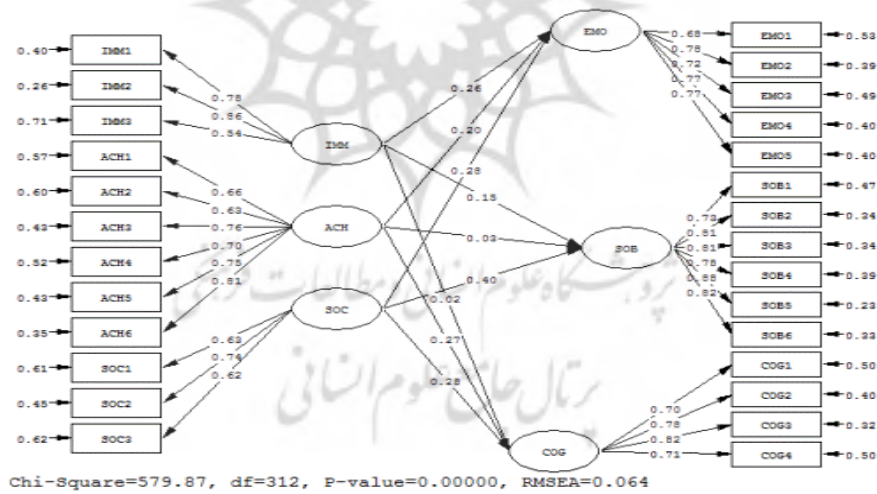 EMO
0.68
EMO1
0.53
0.40
IMM1
0.78
EMO2
0.39
0.26
IMM2
0.78
0.26
0.72
EMO3
0.49
0.86
0.77
0.71
IMM3
0.54
0.20
0.77
EMO4
0.40
IMM
0.57
ACH1
0.28
EMO5
0.40
0.60
ACH2
0.66
0.15
SOB1
0.47
0.63
0.73
SOB2
0.34
0.43
ACH3
0.76
ACH
0.03
0.81
SOB
0.81
SOB3
0.34
0.52
ACH4
0.70
0.78
SOB4
0.39
0.75
0.40
0.88
0.43
ACH5
0.81
0.82
SOB5
0.23
SOC
0.02
0.35
ACH6
SOB6
0.33
0.61
SOC1
0.63
0.27
COG1
0.50
0.74
0.45
SOC2
0.62
0.28
COG2
0.40
0.70
0.78
COG3
0.32
0.62
SOC3
0.82
COG
0.71
COG4
0.50
پژوهشگاه علوم انسانی و مطالعات فرهنگی
پرتال جامع علوم انسانی
Chi-Square=579.87, df=312, P-value=0.00000, RMSEA=0.064